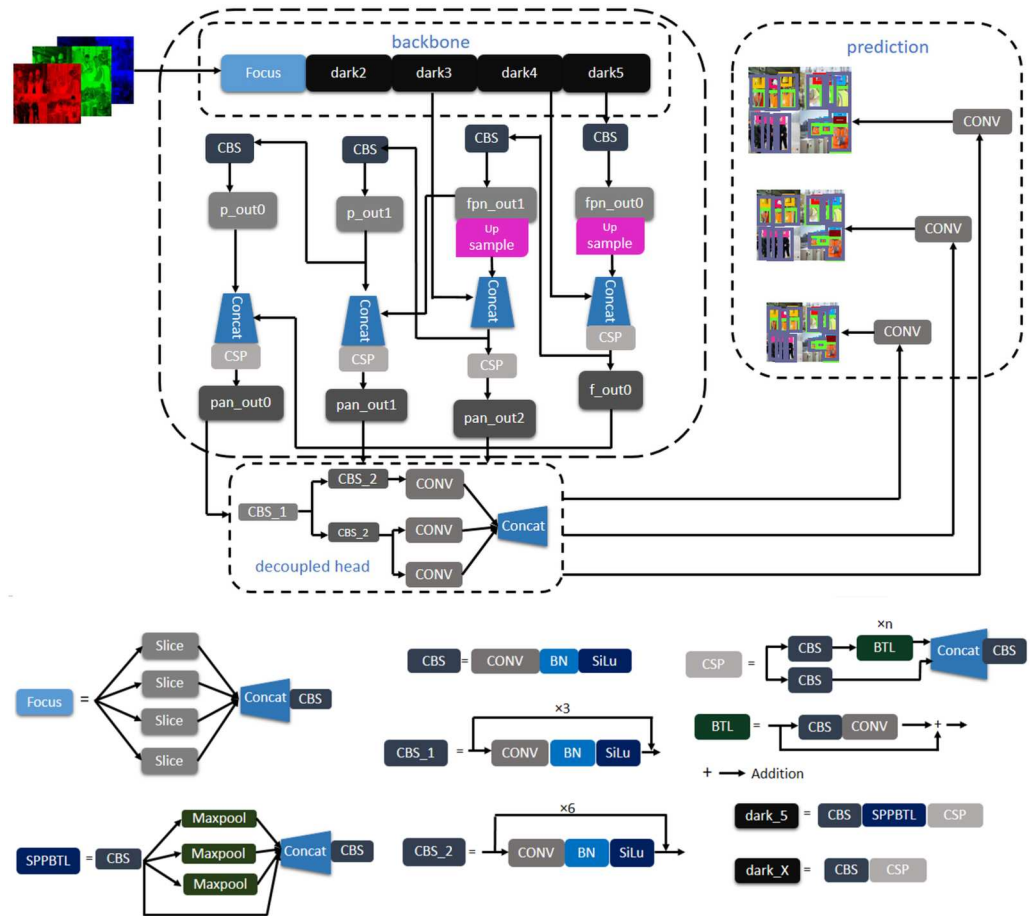 backbone
prediction
Focus dark2 dark3 dark4 dark5
CONV
CBS CBS CBS CBS
p_out0 p_out1 fpn_out1 fpn_out0
Up
sample
Up
sample
CONV
Concat Concat Concat Concat
CSP CSP CSP CSP
CONV
pan_out0 pan_out1 pan_out2 f_out0
CBS_1 CBS_2 CONV
CBS_2 CONV Concat
CONV
decoupled head
Focus = Slice
Slice
Slice
Slice
Concat CBS
CBS = CONV BN SiLu
×3
CBS_1 = CONV BN SiLu
×6
CBS_2 = CONV BN SiLu
SPPBTL = CBS Maxpool
Maxpool
Maxpool
Concat CBS
×n
CSP = CBS BTL Concat CBS
CBS
BTL = CBS CONV +
+ Addition
dark_5 = CBS SPPBTL CSP
dark_X = CBS CSP